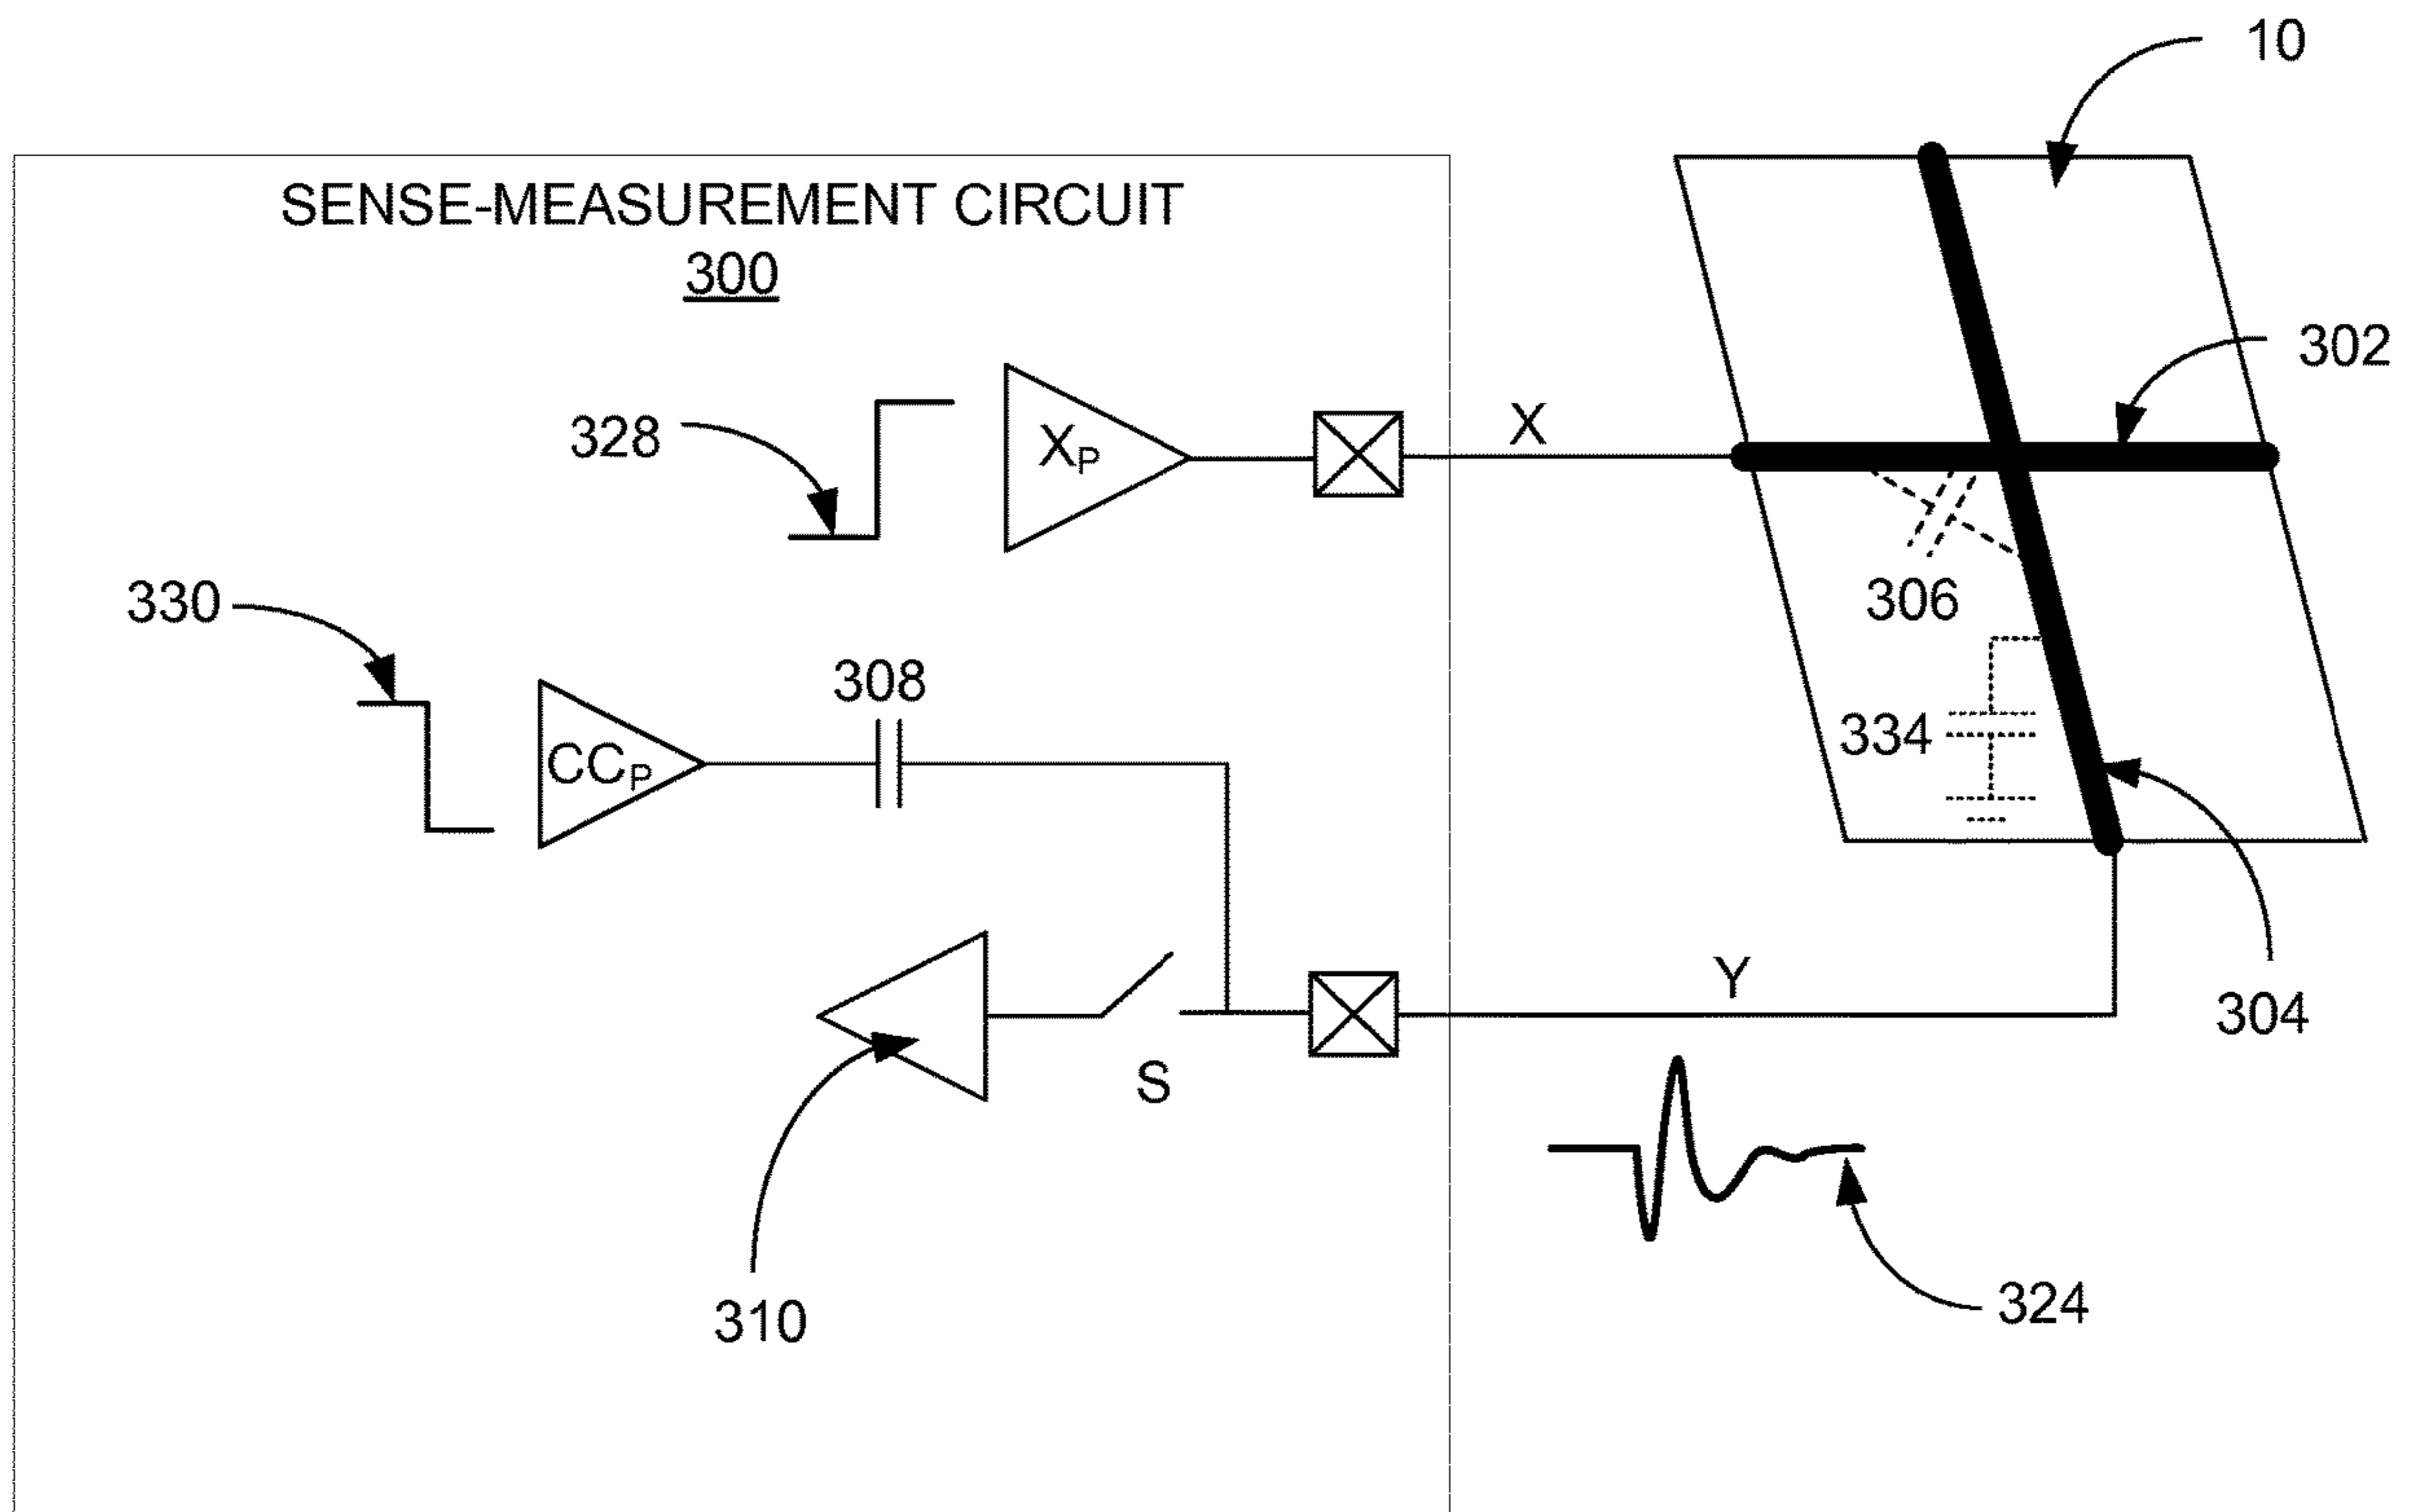 10
SENSE-MEASUREMENT CIRCUIT
300
302
X
328
XP
330
306
308
334
CCP
Y
304
S
324
310